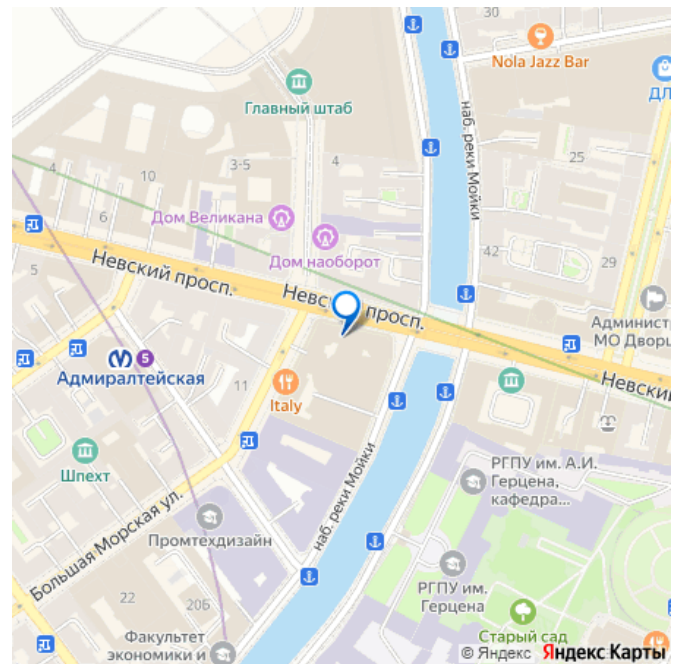 30
Nola Jazz Bar
ДЛ
Главный штаб
наб. реки Мойки
25
3-5
4
4
10
6
Дом Великана
Дом наоборот
42
29
5
Невский просп.
Невский просп.
Админист
МО Дворц
5
Адмиралтейская
11
Italy
Невский
Шпехт
наб. реки Мойки
РГПУ им. А.И.
Герцена,
кафедра...
Большая Морская ул.
Промтехдизайн
РГПУ им.
Герцена
22
20Б
Старый сад
Факультет
экономики и
© Яндекс Яндекс Карты